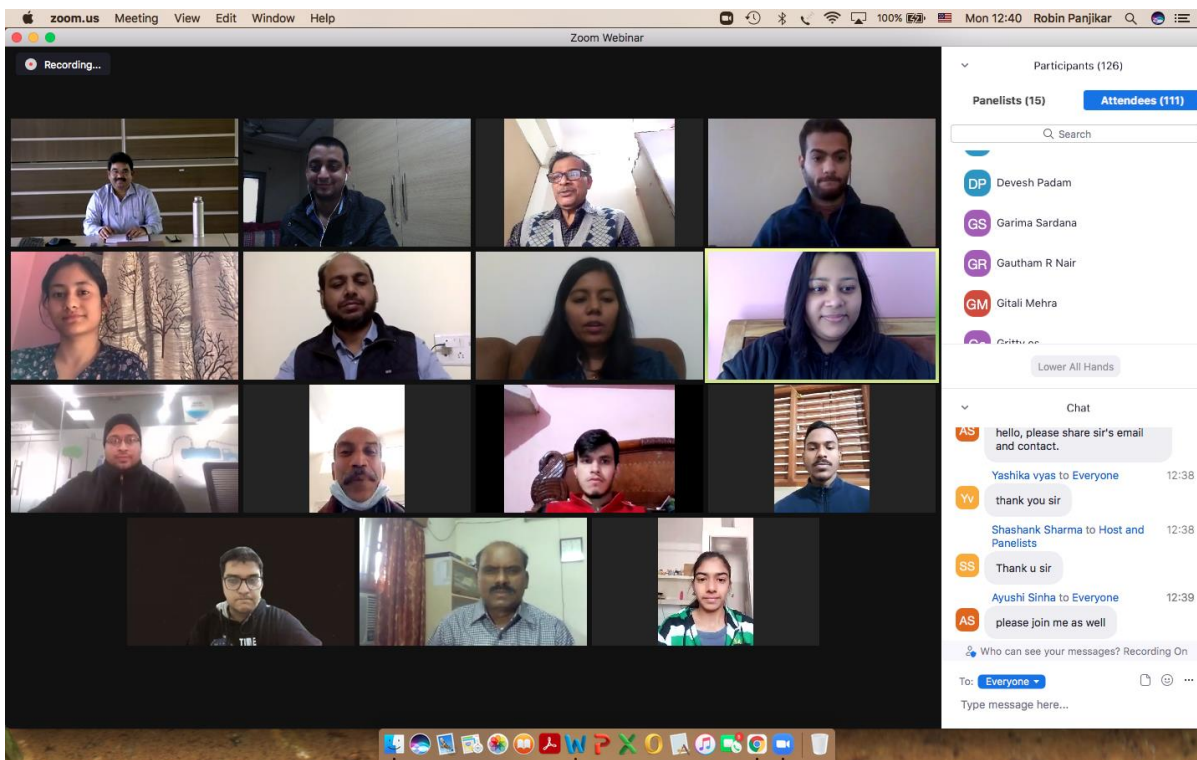 zoom.us Meeting View Edit Window Help 100% Mon 12:40 Robin Panjikar
Zoom Webinar
Recording...
Participants (126)
Panelists (15) Attendees (111)
Search
DP Devesh Padam
GS Garima Sardana
GR Gautham R Nair
GM Gitali Mehra
Gritty es
Lower All Hands
Chat
AS hello, please share sir's email
and contact.
Yashika vyas to Everyone 12:38
Yv thank you sir
Shashank Sharma to Host and 12:38
Panelists
SS Thank u sir
Ayushi Sinha to Everyone 12:39
AS please join me as well
Who can see your messages? Recording On
To: Everyone
Type message here...
TIME